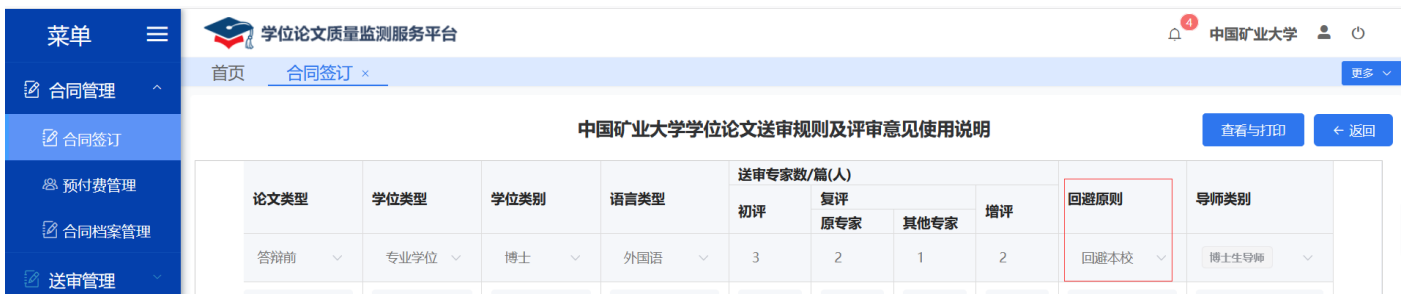 菜单
学位论文质量监测服务平台
4
中国矿业大学
首页
合同签订 ×
更多
合同管理
合同签订
预付费管理
合同档案管理
送审管理
中国矿业大学学位论文送审规则及评审意见使用说明
查看与打印
← 返回
论文类型 学位类型 学位类别 语言类型 送审专家数/篇(人) 回避原则 导师类别
初评 复评 增评
原专家 其他专家
答辩前 专业学位 博士 外国语 3 2 1 2 回避本校 博士生导师